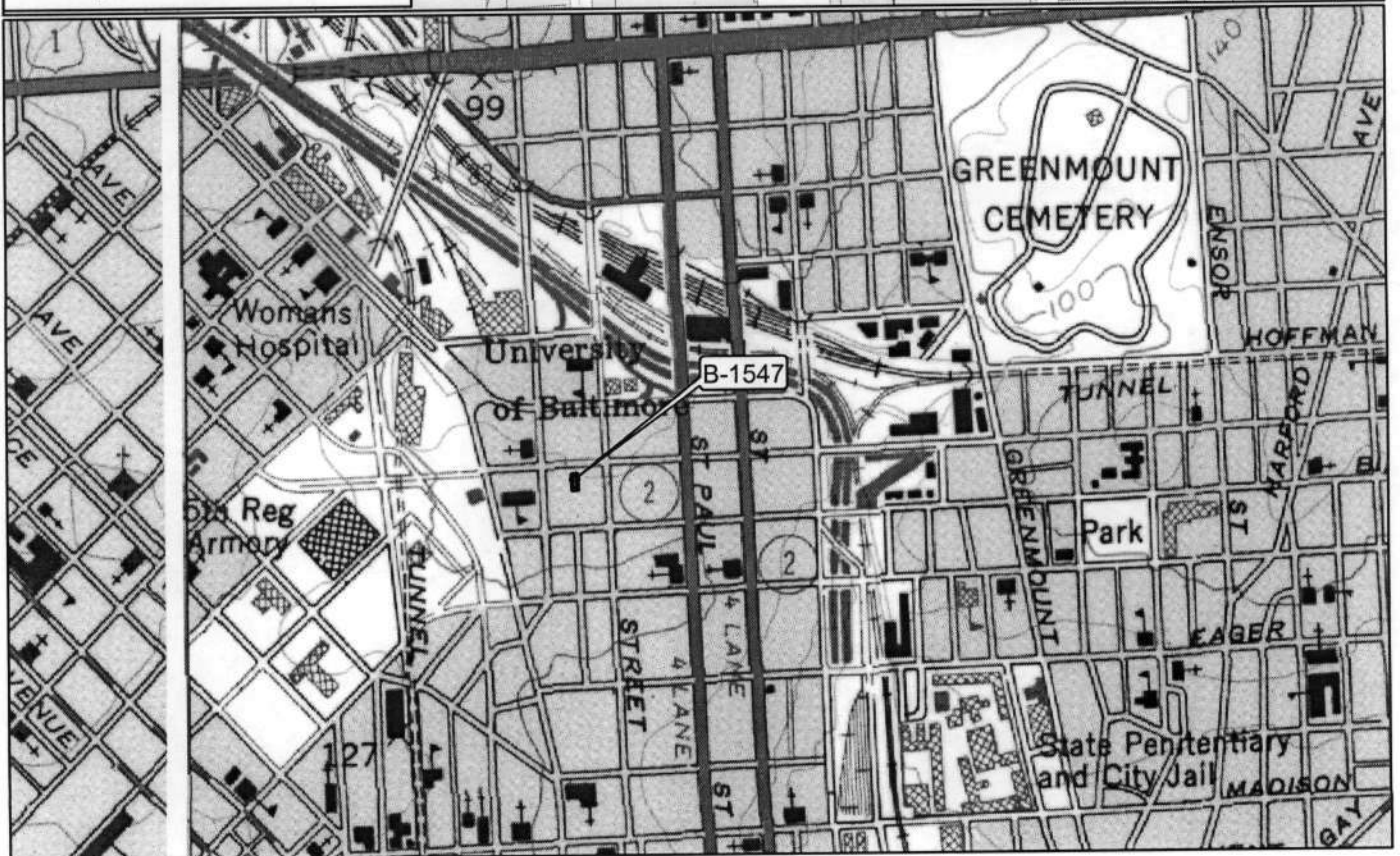 1
140
99
AVE
AVE
GREENMOUNT
CEMETERY
ENSOR
100
Womans
Hospital
AVE
HOFFMAN
University
of Baltimore
B-1547
TUNNEL
HARFORD
ST
ST PAUL
GREENMOUNT
2
5th Reg
Armory
Park
ST
2
TUNNEL
4 LANE
STREET
4 LANE
EAGER
AVENUE
127
State Penitentiary
and City Jail
MADISON
ST
GAY